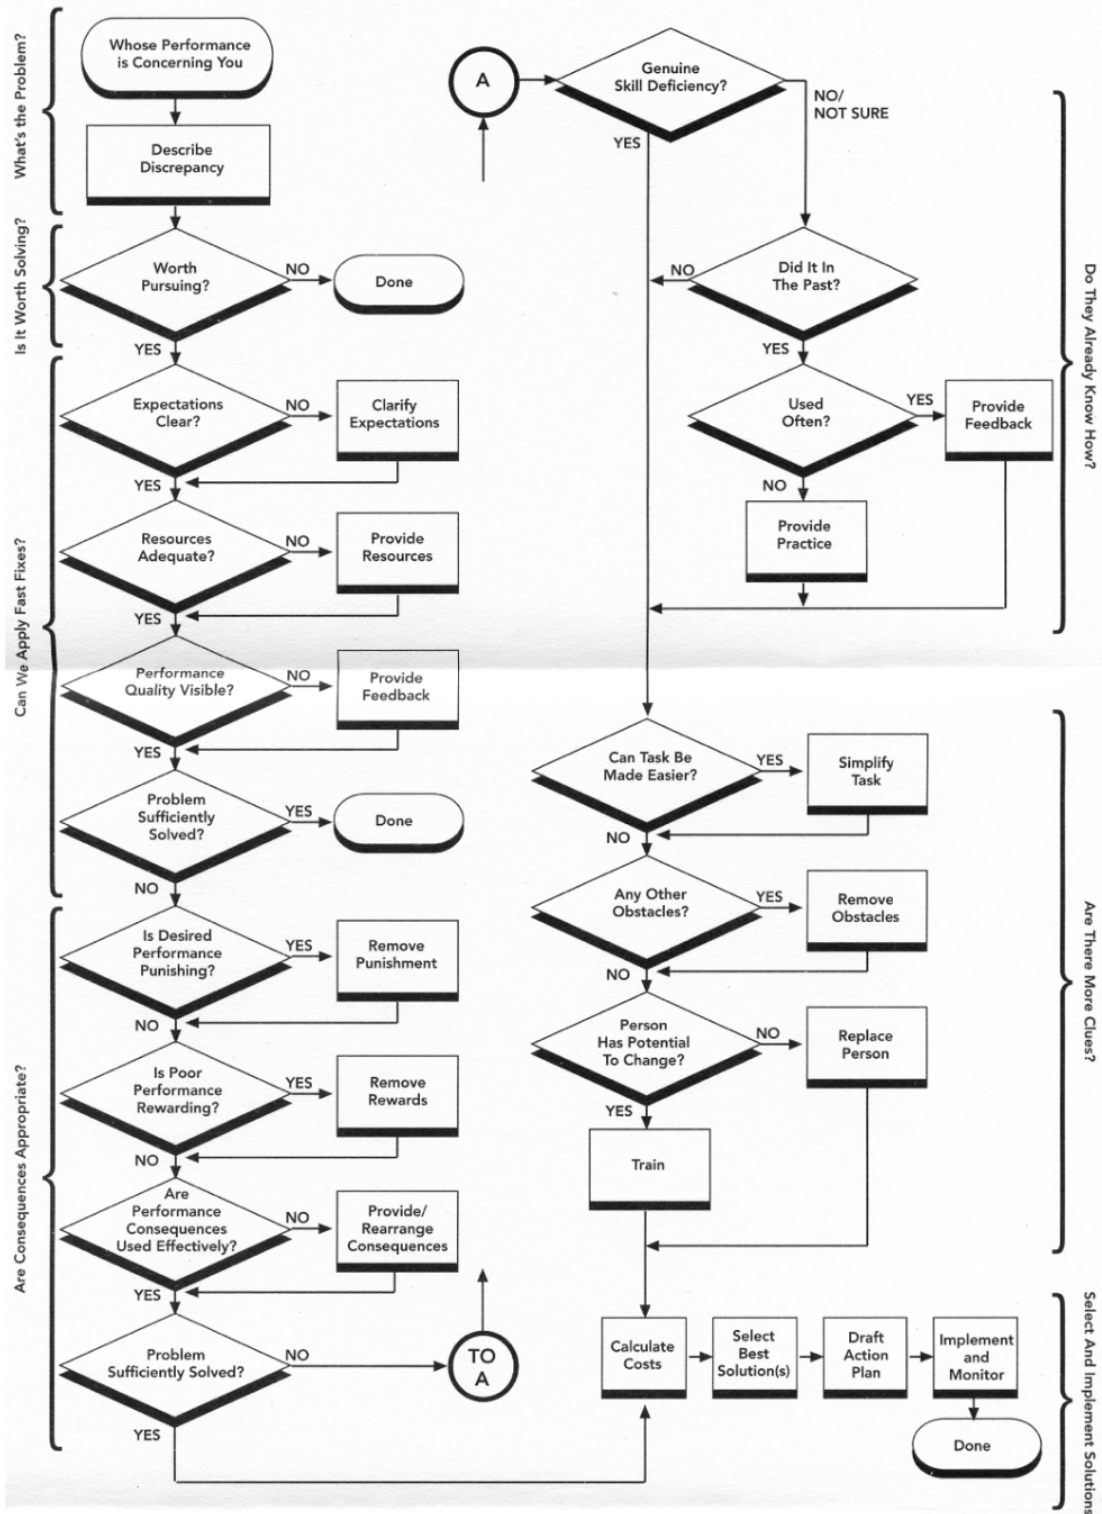 What's the Problem?
Whose Performance
is Concerning You
Describe
Discrepancy
Is It Worth Solving?
Worth
Pursuing?
NO
Done
YES
Can We Apply Fast Fixes?
Expectations
Clear?
NO
Clarify
Expectations
YES
Resources
Adequate?
NO
Provide
Resources
YES
Performance
Quality Visible?
NO
Provide
Feedback
YES
Problem
Sufficiently
Solved?
YES
Done
NO
Are Consequences Appropriate?
Is Desired
Performance
Punishing?
YES
Remove
Punishment
NO
Is Poor
Performance
Rewarding?
YES
Remove
Rewards
NO
Are
Performance
Consequences
Used Effectively?
NO
Provide/
Rearrange
Consequences
YES
Problem
Sufficiently Solved?
NO
TO
A
YES
A
Genuine
Skill Deficiency?
NO/
NOT SURE
YES
Do They Already Know How?
Did It In
The Past?
NO
YES
Used
Often?
YES
Provide
Feedback
NO
Provide
Practice
Are There More Clues?
Can Task Be
Made Easier?
YES
Simplify
Task
NO
Any Other
Obstacles?
YES
Remove
Obstacles
NO
Person
Has Potential
To Change?
NO
Replace
Person
YES
Train
Select And Implement Solutions
Calculate
Costs
Select
Best
Solution(s)
Draft
Action
Plan
Implement
and
Monitor
Done